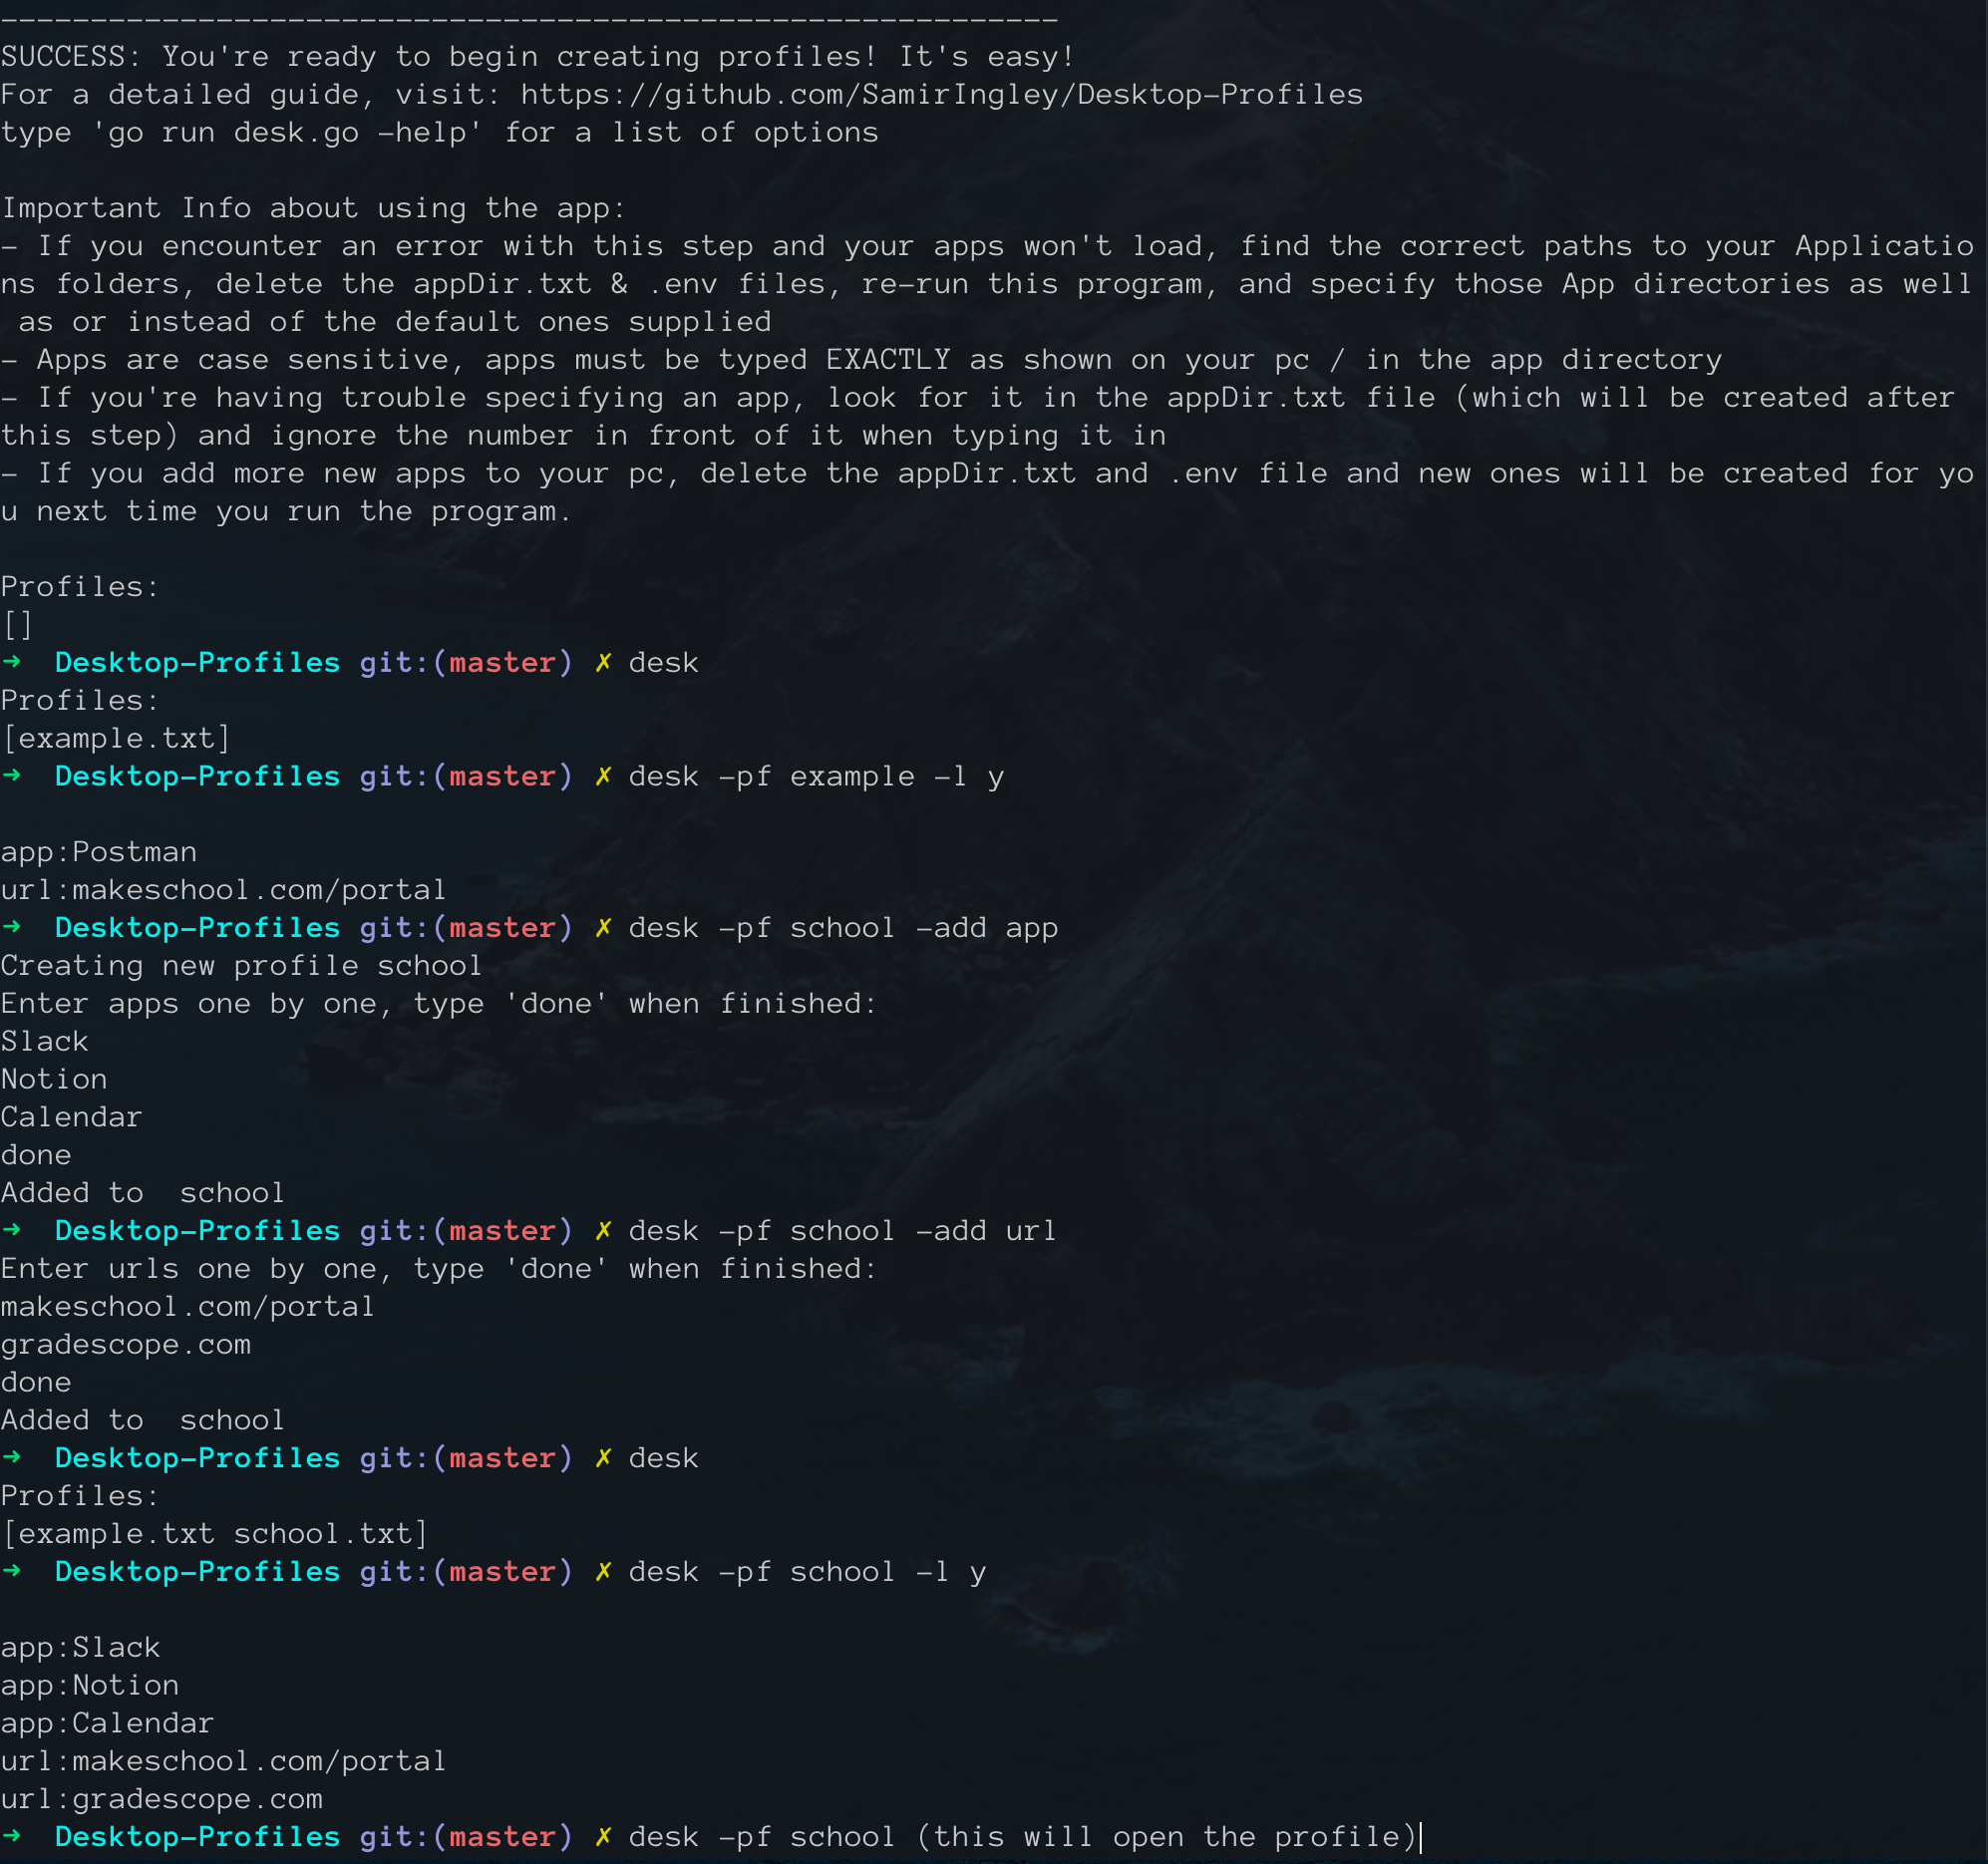 ----------------------------------------------------------
SUCCESS: You're ready to begin creating profiles! It's easy!
For a detailed guide, visit: https://github.com/SamirIngley/Desktop-Profiles
type 'go run desk.go -help' for a list of options
Important Info about using the app:
- If you encounter an error with this step and your apps won't load, find the correct paths to your Applicatio
ns folders, delete the appDir.txt & .env files, re-run this program, and specify those App directories as well
 as or instead of the default ones supplied
- Apps are case sensitive, apps must be typed EXACTLY as shown on your pc / in the app directory
- If you're having trouble specifying an app, look for it in the appDir.txt file (which will be created after
this step) and ignore the number in front of it when typing it in
- If you add more new apps to your pc, delete the appDir.txt and .env file and new ones will be created for yo
u next time you run the program.
Profiles:
[]
➜  Desktop-Profiles git:(master) ✗ desk
Profiles:
[example.txt]
➜  Desktop-Profiles git:(master) ✗ desk -pf example -l y
app:Postman
url:makeschool.com/portal
➜  Desktop-Profiles git:(master) ✗ desk -pf school -add app
Creating new profile school
Enter apps one by one, type 'done' when finished:
Slack
Notion
Calendar
done
Added to  school
➜  Desktop-Profiles git:(master) ✗ desk -pf school -add url
Enter urls one by one, type 'done' when finished:
makeschool.com/portal
gradescope.com
done
Added to  school
➜  Desktop-Profiles git:(master) ✗ desk
Profiles:
[example.txt school.txt]
➜  Desktop-Profiles git:(master) ✗ desk -pf school -l y
app:Slack
app:Notion
app:Calendar
url:makeschool.com/portal
url:gradescope.com
➜  Desktop-Profiles git:(master) ✗ desk -pf school (this will open the profile)